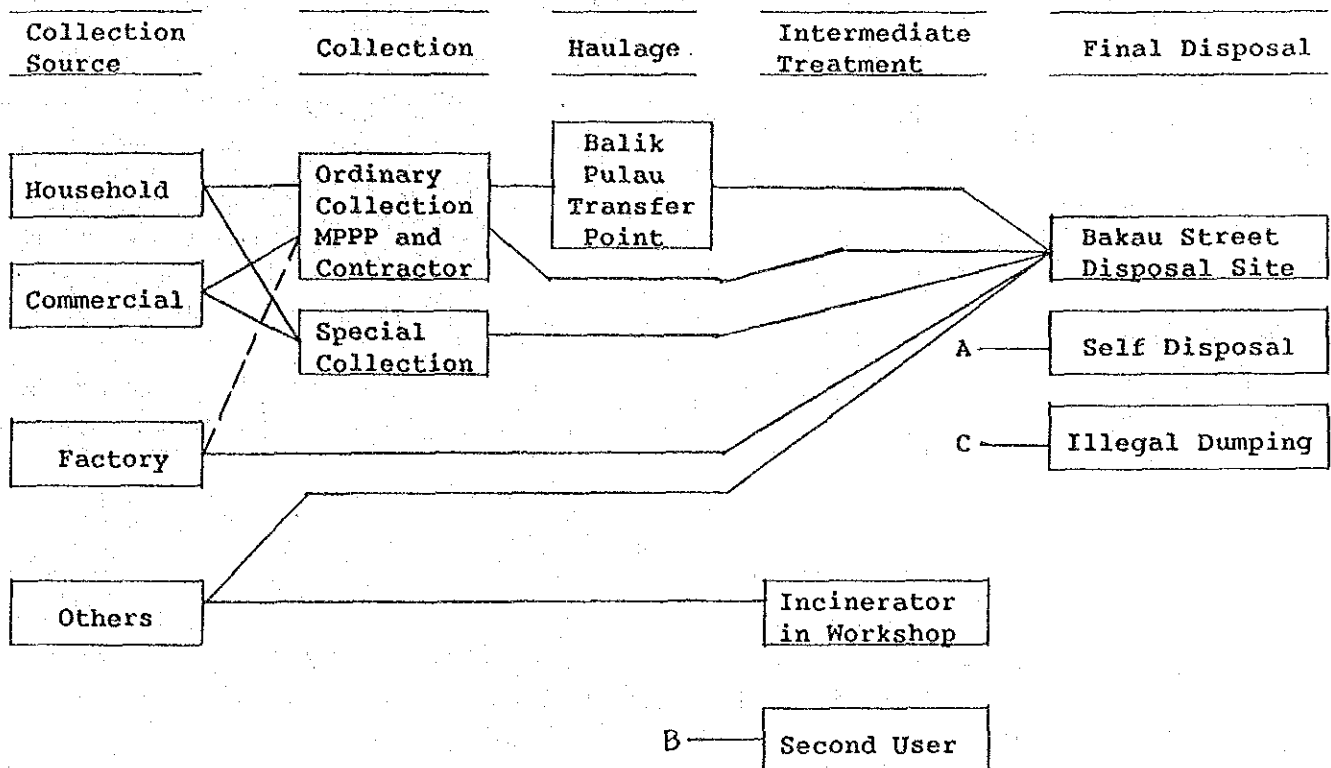 Collection
Source
Collection
Haulage
Intermediate
Treatment
Final Disposal
Household
Commercial
Factory
Others
Ordinary
Collection
MPPP and
Contractor
Special
Collection
Balik
Pulau
Transfer
Point
Incinerator
in Workshop
B
Second User
Bakau Street
Disposal Site
A
Self Disposal
C
Illegal Dumping